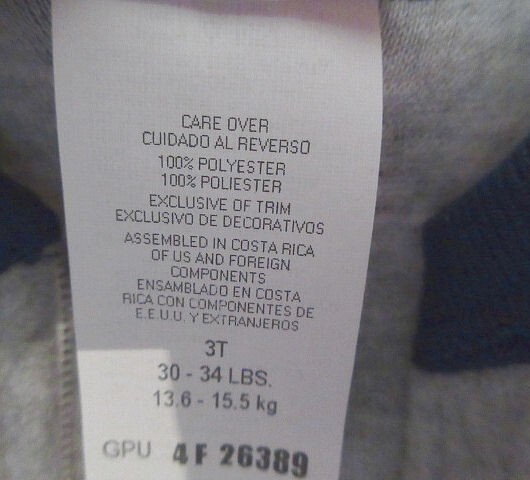 CARE OVER
CUIDADO AL REVERSO
100% POLYESTER
100% POLIESTER
EXCLUSIVE OF TRIM
EXCLUSIVO DE DECORATIVOS
ASSEMBLED IN COSTA RICA
OF US AND FOREIGN
COMPONENTS
ENSAMBLADO EN COSTA
RICA CON COMPONENTES DE
E.E.U.U. Y EXTRANJEROS
3T
30 - 34 LBS.
13.6 - 15.5 kg
GPU 4F 26389